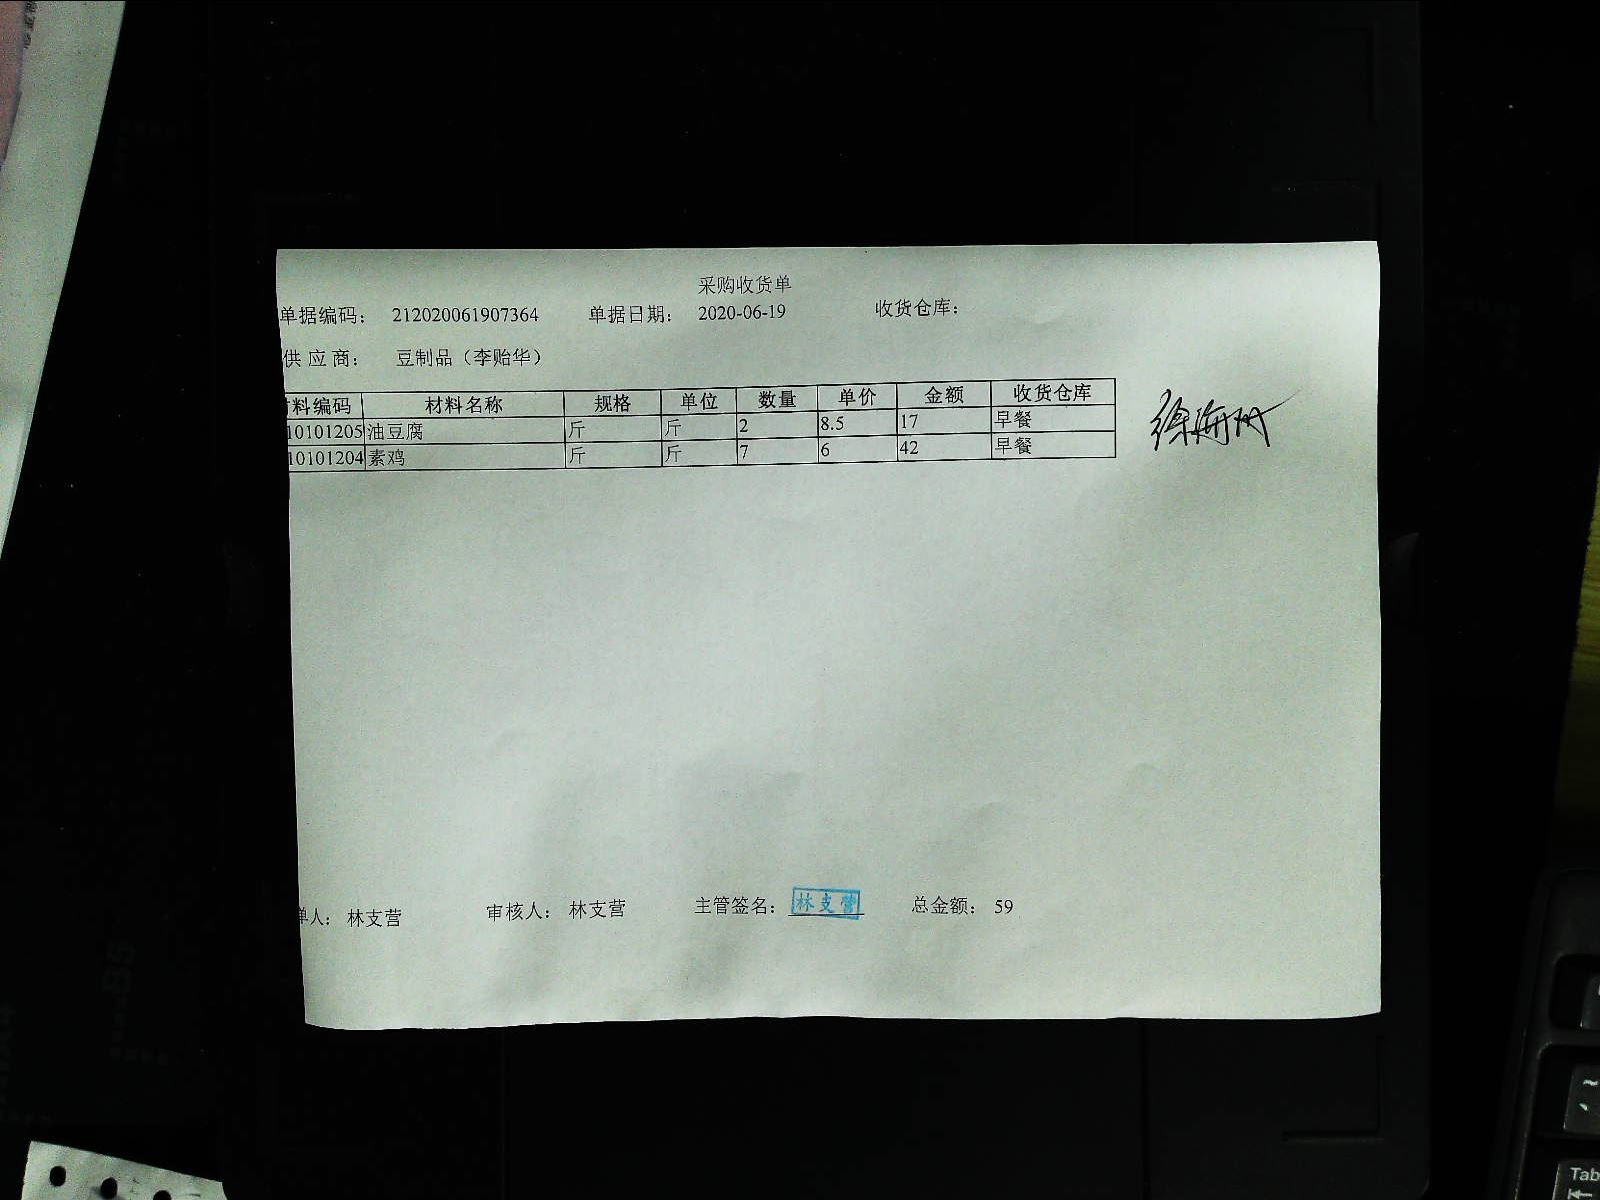 采购收货单
单据编码： 212020061907364 单据日期： 2020-06-19 收货仓库：
供应商： 豆制品（李贻华）
料编码 材料名称 规格 单位 数量 单价 金额 收货仓库
10101205 油豆腐 斤 斤 2 8.5 17 早餐
10101204 素鸡 斤 斤 7 6 42 早餐
单人： 林支营 审核人： 林支营 主管签名： 林支营 总金额： 59
Tab